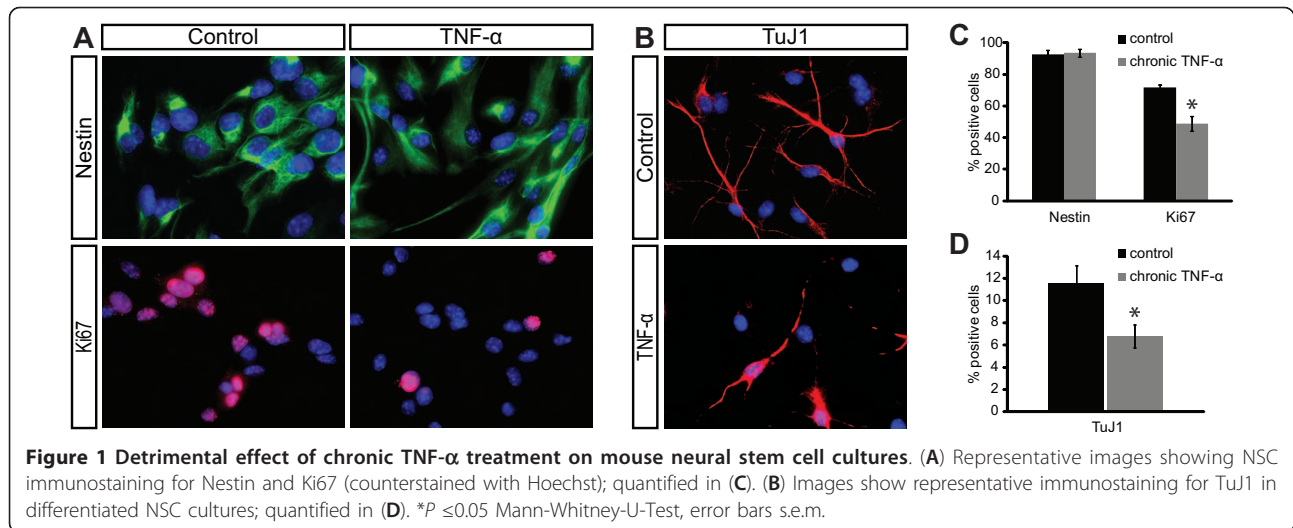 A
Control
TNF-α
Nestin
Ki67
B
TuJ1
Control
TNF-α
C
control
chronic TNF-α
% positive cells
100
80
60
40
20
0
*
Nestin
Ki67
D
control
chronic TNF-α
% positive cells
14
12
10
8
6
4
2
0
*
TuJ1
Figure 1 Detrimental effect of chronic TNF-α treatment on mouse neural stem cell cultures. (A) Representative images showing NSC
immunostaining for Nestin and Ki67 (counterstained with Hoechst); quantified in (C). (B) Images show representative immunostaining for TuJ1 in
differentiated NSC cultures; quantified in (D). *P ≤0.05 Mann-Whitney-U-Test, error bars s.e.m.